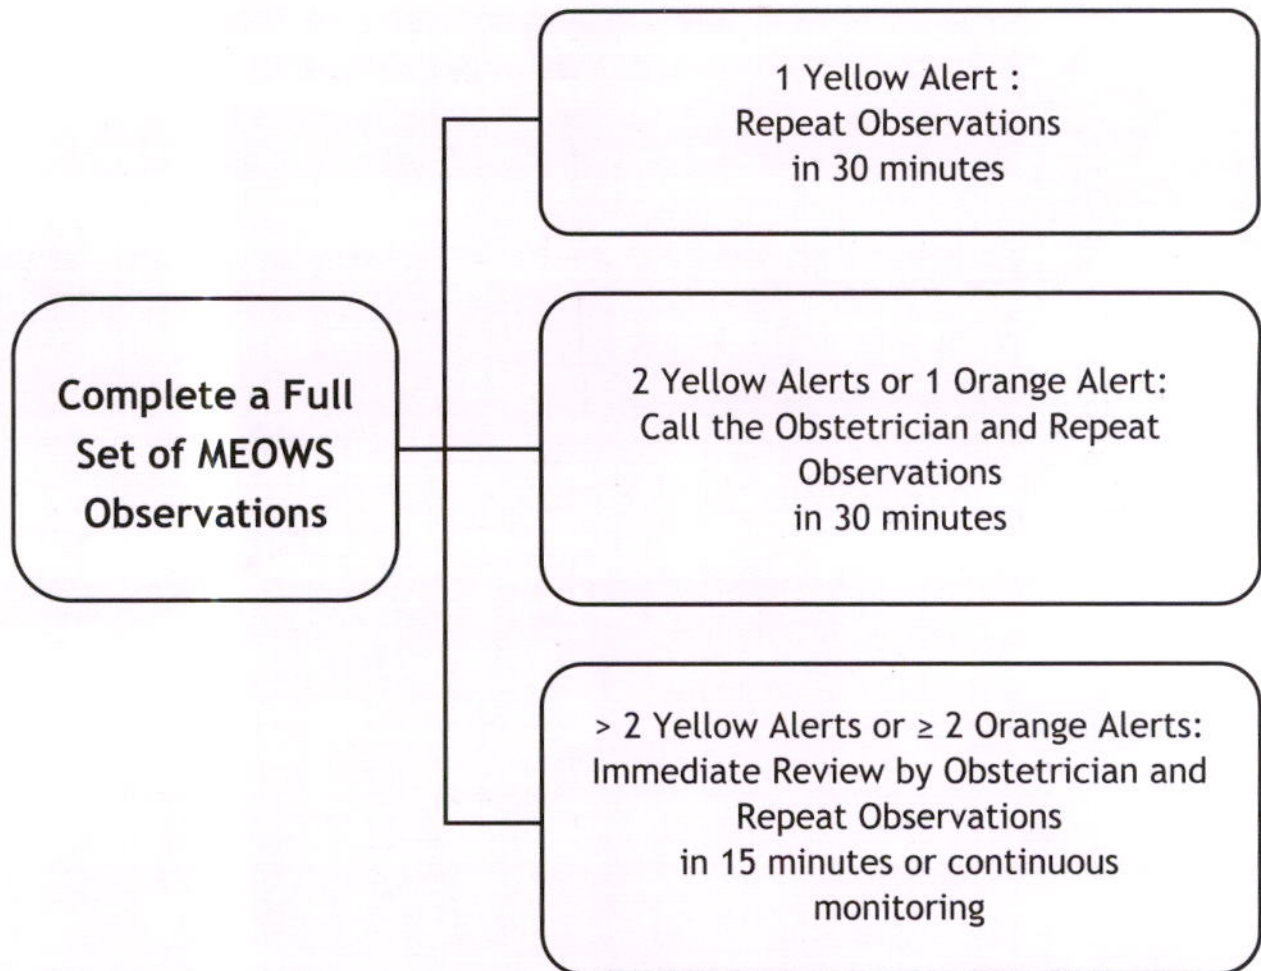 Complete a Full
Set of MEOWS
Observations
1 Yellow Alert :
Repeat Observations
in 30 minutes
2 Yellow Alerts or 1 Orange Alert:
Call the Obstetrician and Repeat
Observations
in 30 minutes
> 2 Yellow Alerts or ≥ 2 Orange Alerts:
Immediate Review by Obstetrician and
Repeat Observations
in 15 minutes or continuous
monitoring